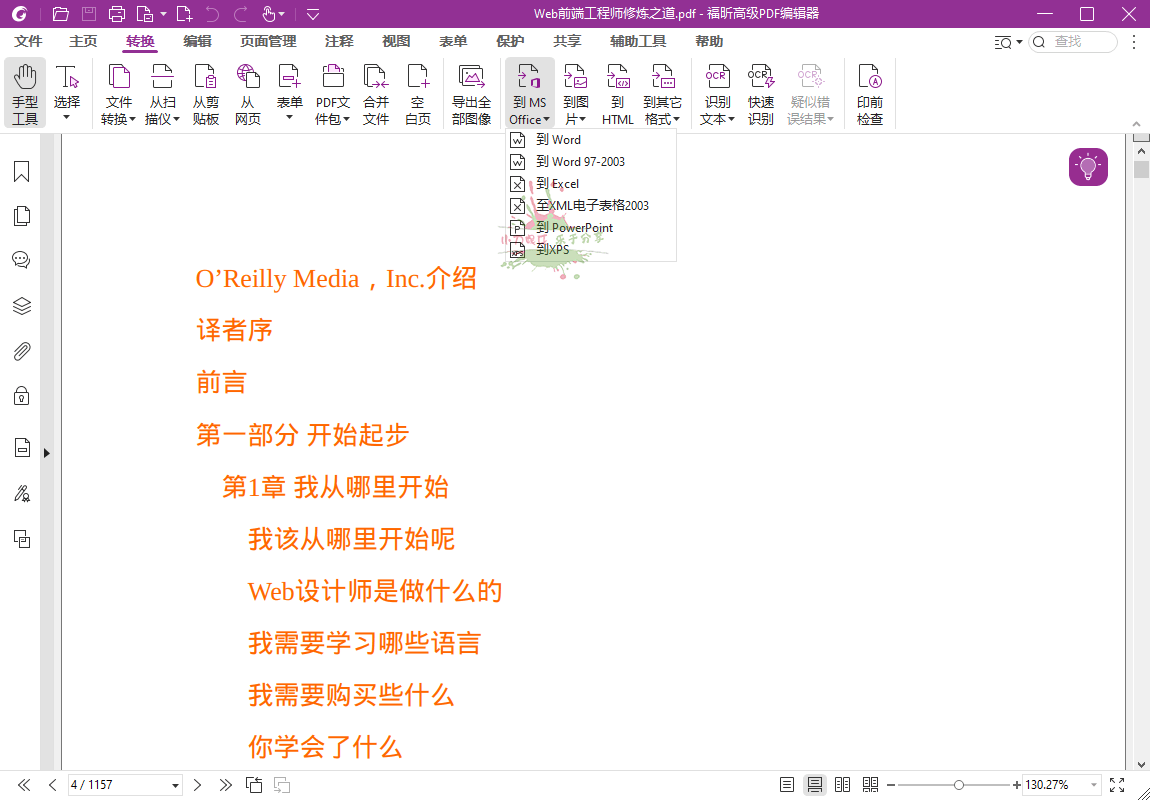 Web前端工程师修炼之道.pdf - 福昕高级PDF编辑器
文件 主页 转换 编辑 页面管理 注释 视图 表单 保护 共享 辅助工具 帮助 查找
手型工具 选择 文件转换 从扫描仪 从剪贴板 从网页 表单 PDF文件包 合并文件 空白页 导出全部图像 到 MS Office 到图片 到HTML 到其它格式 识别文本 快速识别 疑似错误结果 印前检查
到 Word
到 Word 97-2003
到 Excel
至XML电子表格2003
到 PowerPoint
到XPS
乐于分享
O’Reilly Media，Inc.介绍
译者序
前言
第一部分 开始起步
第1章 我从哪里开始
我该从哪里开始呢
Web设计师是做什么的
我需要学习哪些语言
我需要购买些什么
你学会了什么
4 / 1157 130.27%